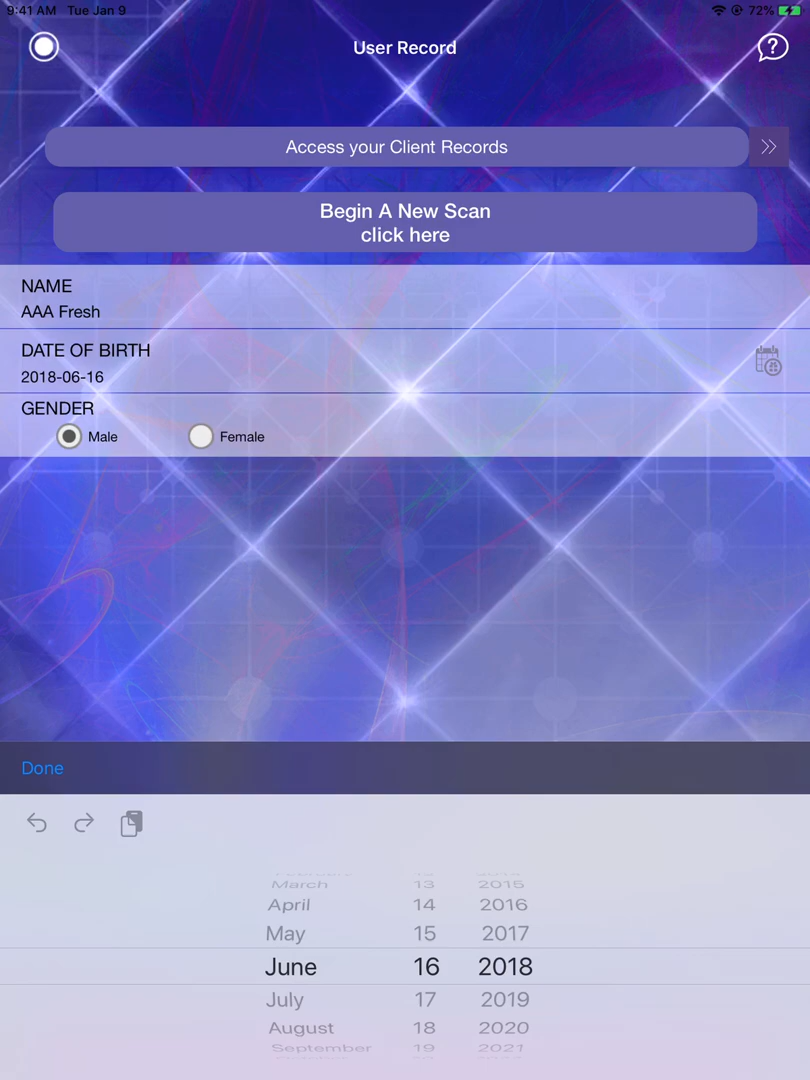 9:41 AM Tue Jan 9
72%
User Record
Access your Client Records
Begin A New Scan
click here
NAME
AAA Fresh
DATE OF BIRTH
2018-06-16
GENDER
Male Female
Done
March 13 2015
April 14 2016
May 15 2017
June 16 2018
July 17 2019
August 18 2020
September 19 2021